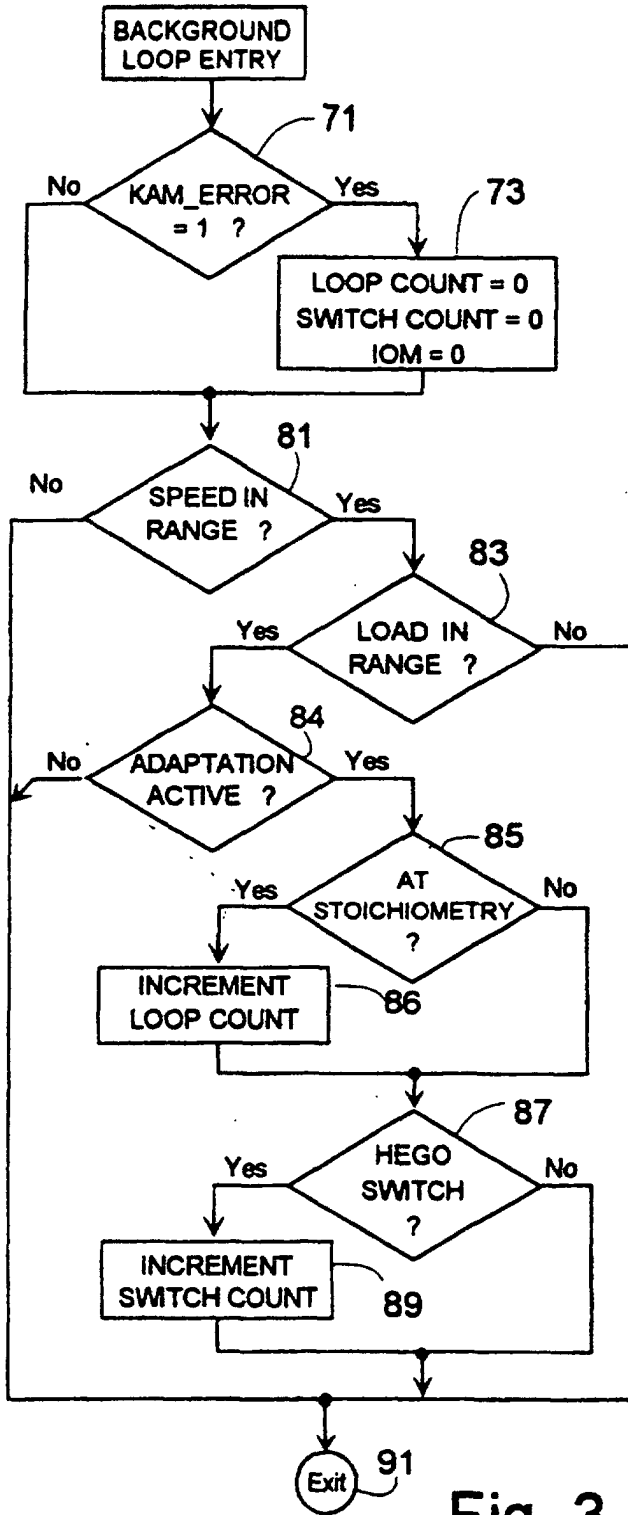 BACKGROUND
LOOP ENTRY
71
No
KAM_ERROR
= 1 ?
Yes
73
LOOP COUNT = 0
SWITCH COUNT = 0
IOM = 0
81
No
SPEED IN
RANGE ?
Yes
83
Yes
LOAD IN
RANGE ?
No
84
No
ADAPTATION
ACTIVE ?
Yes
85
Yes
AT
STOICHIOMETRY
?
No
INCREMENT
LOOP COUNT
86
87
Yes
HEGO
SWITCH
?
No
INCREMENT
SWITCH COUNT
89
Exit
91
Fig. 3